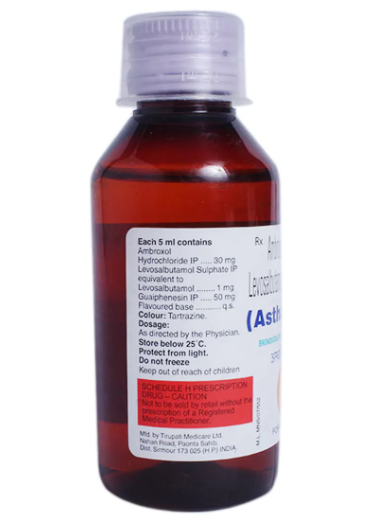 Each 5 ml contains
Ambroxol
Hydrochloride IP ..... 30 mg
Levosalbutamol Sulphate IP
equivalent to
Levosalbutamol ......... 1 mg
Guaiphenesin IP ..... 50 mg
Flavoured base .......... q.s.
Colour: Tartrazine.
Dosage:
As directed by the Physician.
Store below 25°C.
Protect from light.
Do not freeze
Keep out of reach of children
SCHEDULE H PRESCRIPTION
DRUG – CAUTION
Not to be sold by retail without the
prescription of a Registered
Medical Practitioner.
Mfd. by Tirupati Medicare Ltd.
Nahan Road, Paonta Sahib,
Dist. Sirmour 173 025 (H.P) INDIA
Rx
(Asth